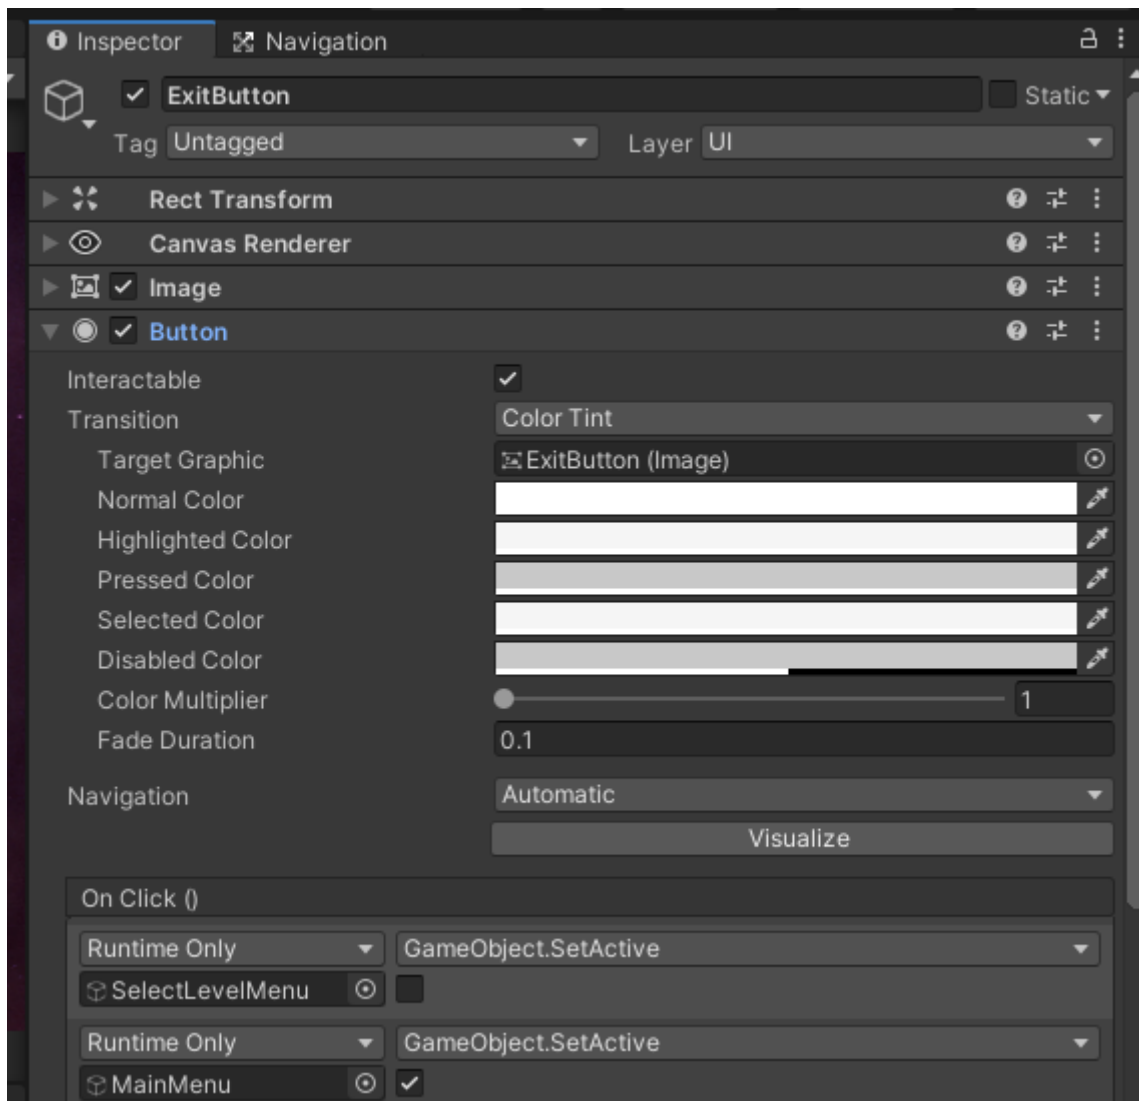 Inspector Navigation
ExitButton Static
Tag Untagged Layer UI
Rect Transform
Canvas Renderer
Image
Button
Interactable
Transition Color Tint
Target Graphic ExitButton (Image)
Normal Color
Highlighted Color
Pressed Color
Selected Color
Disabled Color
Color Multiplier 1
Fade Duration 0.1
Navigation Automatic
Visualize
On Click ()
Runtime Only GameObject.SetActive
SelectLevelMenu
Runtime Only GameObject.SetActive
MainMenu